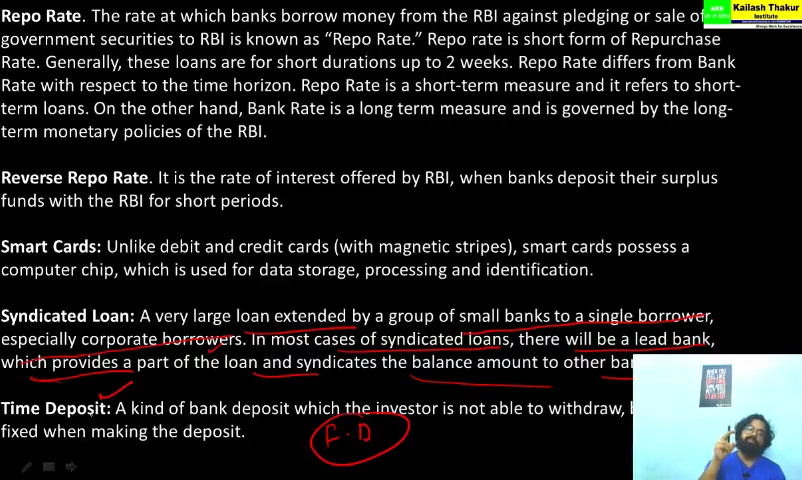 Repo Rate. The rate at which banks borrow money from the RBI against pledging or sale of
government securities to RBI is known as “Repo Rate.” Repo rate is short form of Repurchase
Rate. Generally, these loans are for short durations up to 2 weeks. Repo Rate differs from Bank
Rate with respect to the time horizon. Repo Rate is a short-term measure and it refers to short-
term loans. On the other hand, Bank Rate is a long term measure and is governed by the long-
term monetary policies of the RBI.
Reverse Repo Rate. It is the rate of interest offered by RBI, when banks deposit their surplus
funds with the RBI for short periods.
Smart Cards: Unlike debit and credit cards (with magnetic stripes), smart cards possess a
computer chip, which is used for data storage, processing and identification.
Syndicated Loan: A very large loan extended by a group of small banks to a single borrower,
especially corporate borrowers. In most cases of syndicated loans, there will be a lead bank,
which provides a part of the loan and syndicates the balance amount to other
Time Deposit: A kind of bank deposit which the investor is not able to withdraw,
fixed when making the deposit.
F.D
Kailash Thakur
Institute